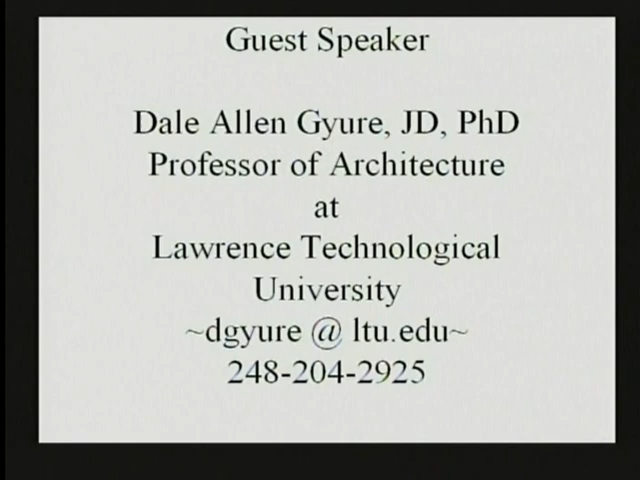 Guest Speaker
Dale Allen Gyure, JD, PhD
Professor of Architecture
at
Lawrence Technological
University
~dgyure @ ltu.edu~
248-204-2925